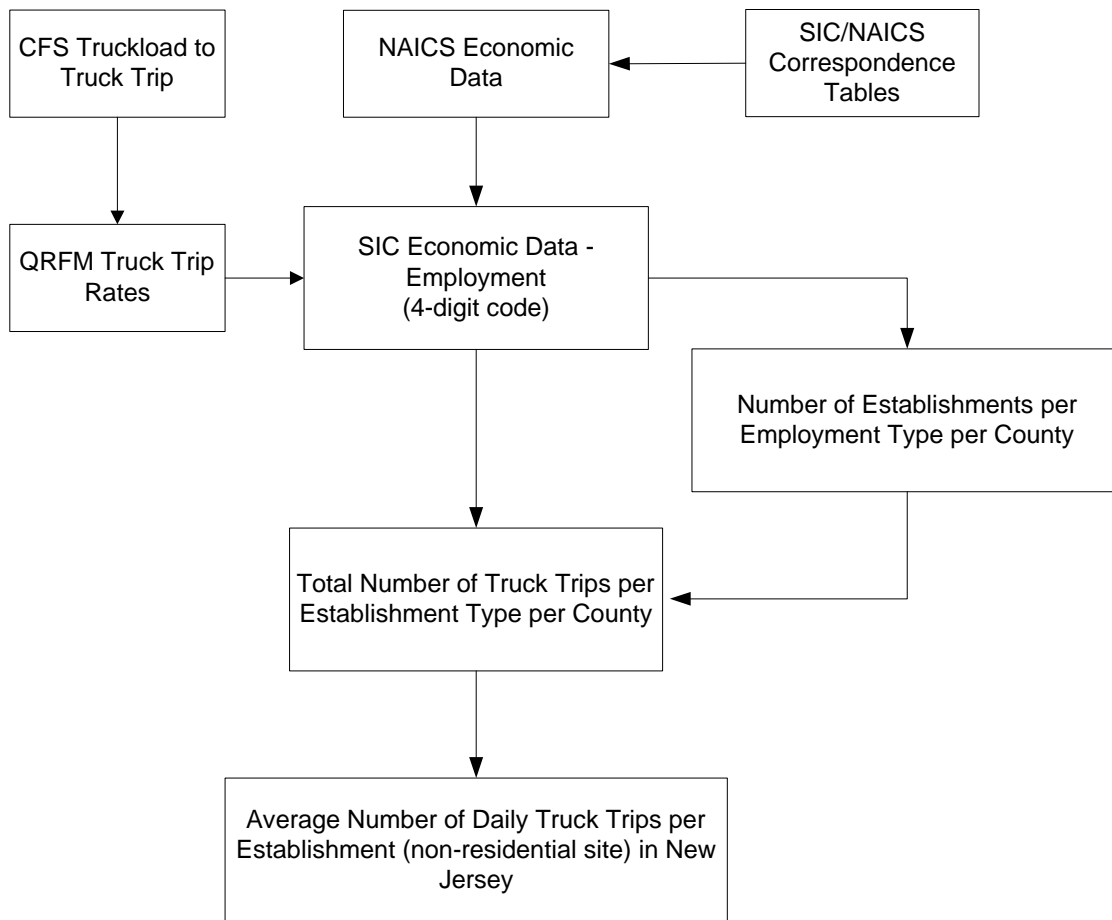 CFS Truckload to
Truck Trip
NAICS Economic
Data
SIC/NAICS
Correspondence
Tables
QRFM Truck Trip
Rates
SIC Economic Data -
Employment
(4-digit code)
Number of Establishments per
Employment Type per County
Total Number of Truck Trips per
Establishment Type per County
Average Number of Daily Truck Trips per
Establishment (non-residential site) in New
Jersey